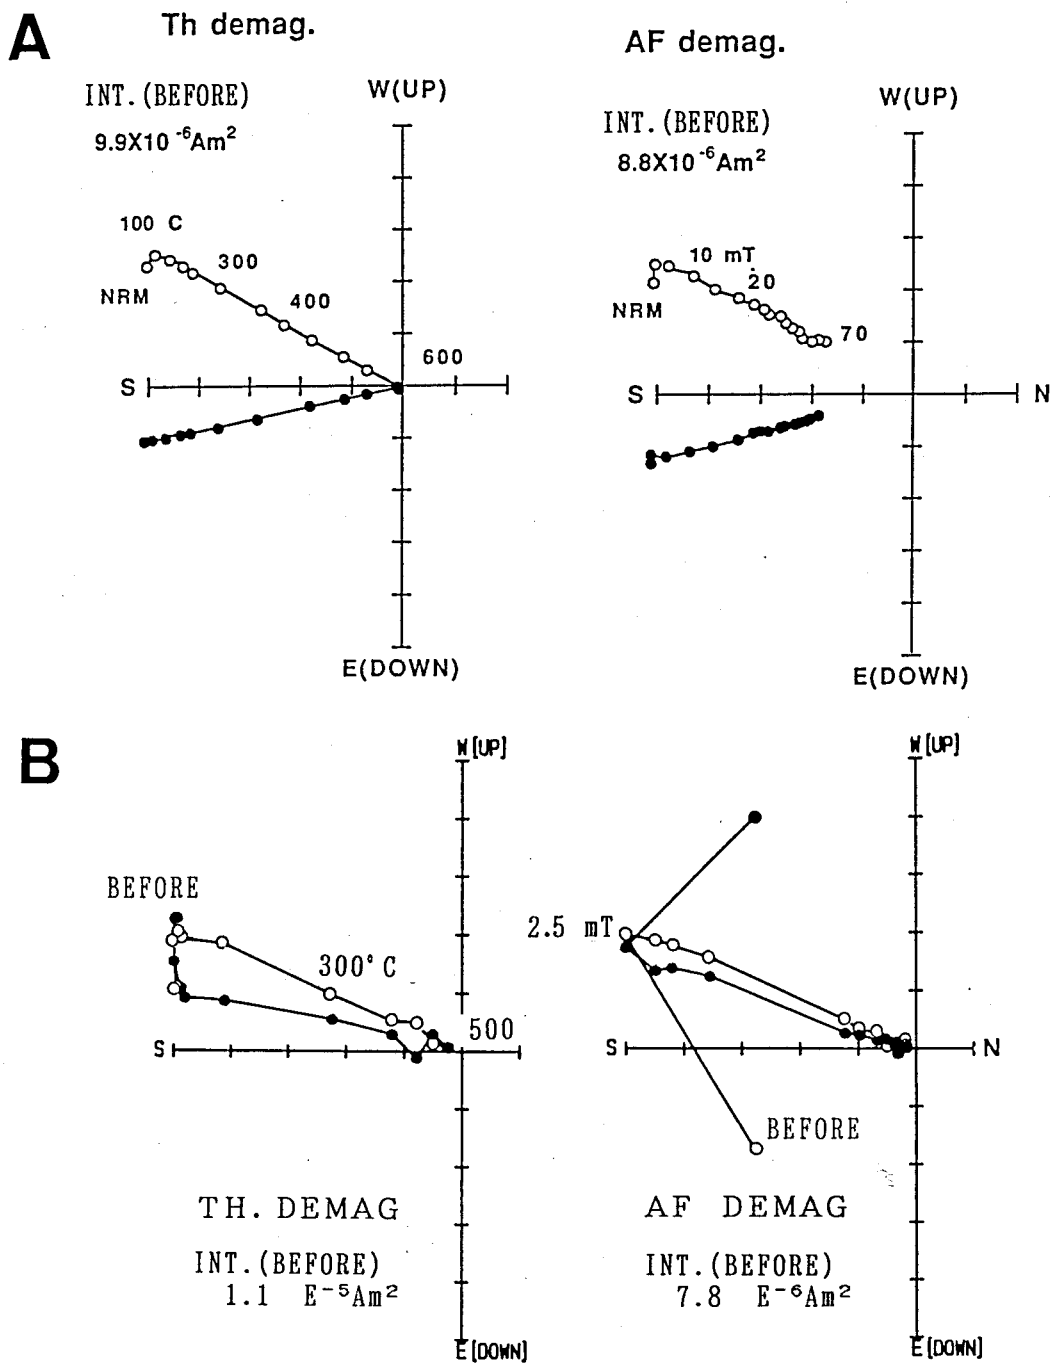 A
Th demag.
AF demag.
INT.(BEFORE)
9.9X10⁻⁶Am²
W(UP)
INT.(BEFORE)
8.8X10⁻⁶Am²
W(UP)
100 C
300
400
NRM
600
S
E(DOWN)
10 mT
20
NRM
70
S
N
E(DOWN)
B
W[UP]
BEFORE
300°C
500
S
TH. DEMAG
INT.(BEFORE)
1.1 E⁻⁵Am²
E[DOWN]
W[UP]
2.5 mT
S
N
BEFORE
AF DEMAG
INT.(BEFORE)
7.8 E⁻⁶Am²
E[DOWN]